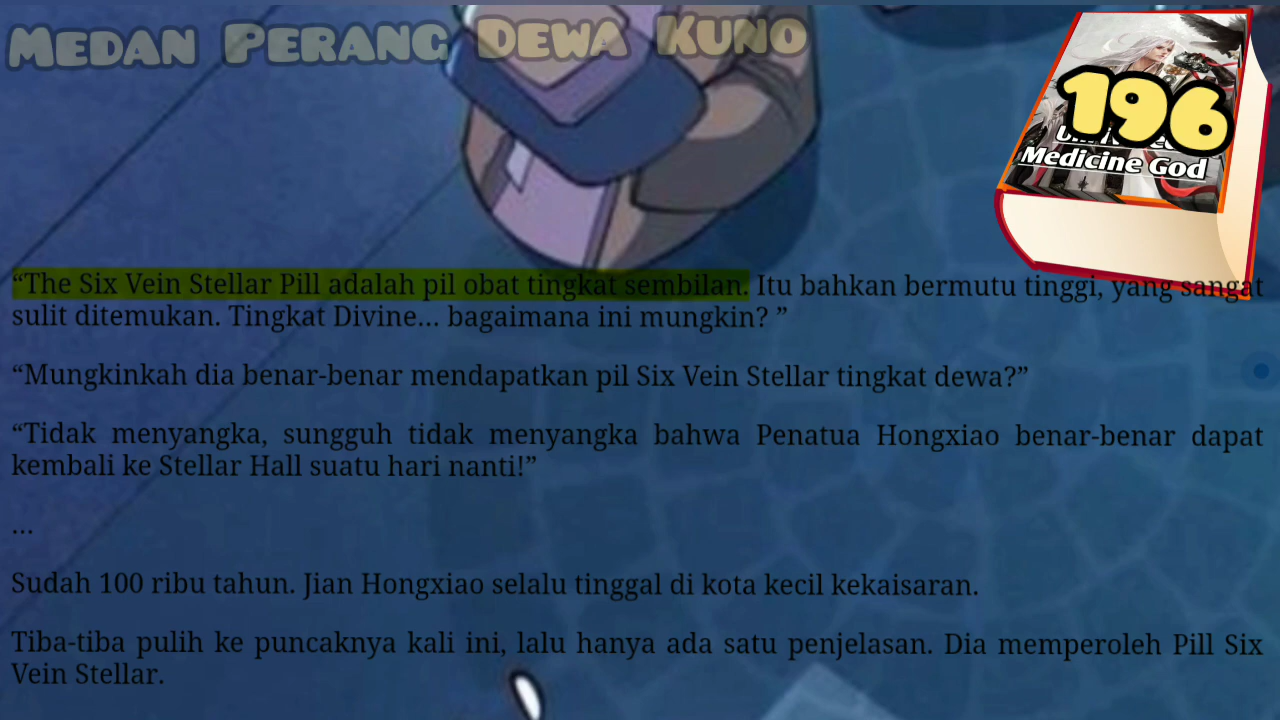 Medan Perang Dewa Kuno
196
Medicine God
“The Six Vein Stellar Pill adalah pil obat tingkat sembilan. Itu bahkan bermutu tinggi, yang sangat
sulit ditemukan. Tingkat Divine... bagaimana ini mungkin? ”
“Mungkinkah dia benar-benar mendapatkan pil Six Vein Stellar tingkat dewa?”
“Tidak menyangka, sungguh tidak menyangka bahwa Penatua Hongxiao benar-benar dapat
kembali ke Stellar Hall suatu hari nanti!”
...
Sudah 100 ribu tahun. Jian Hongxiao selalu tinggal di kota kecil kekaisaran.
Tiba-tiba pulih ke puncaknya kali ini, lalu hanya ada satu penjelasan. Dia memperoleh Pill Six
Vein Stellar.